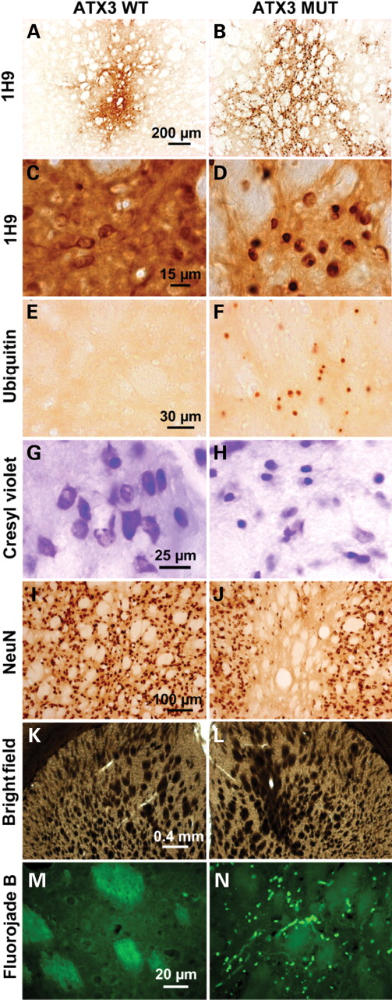 ATX3 WT ATX3 MUT
1H9
A B
200 µm
1H9
C D
15 µm
Ubiquitin
E F
30 µm
Cresyl violet
G H
25 µm
NeuN
I J
100 µm
Bright field
K L
0.4 mm
Fluorojade B
M N
20 µm